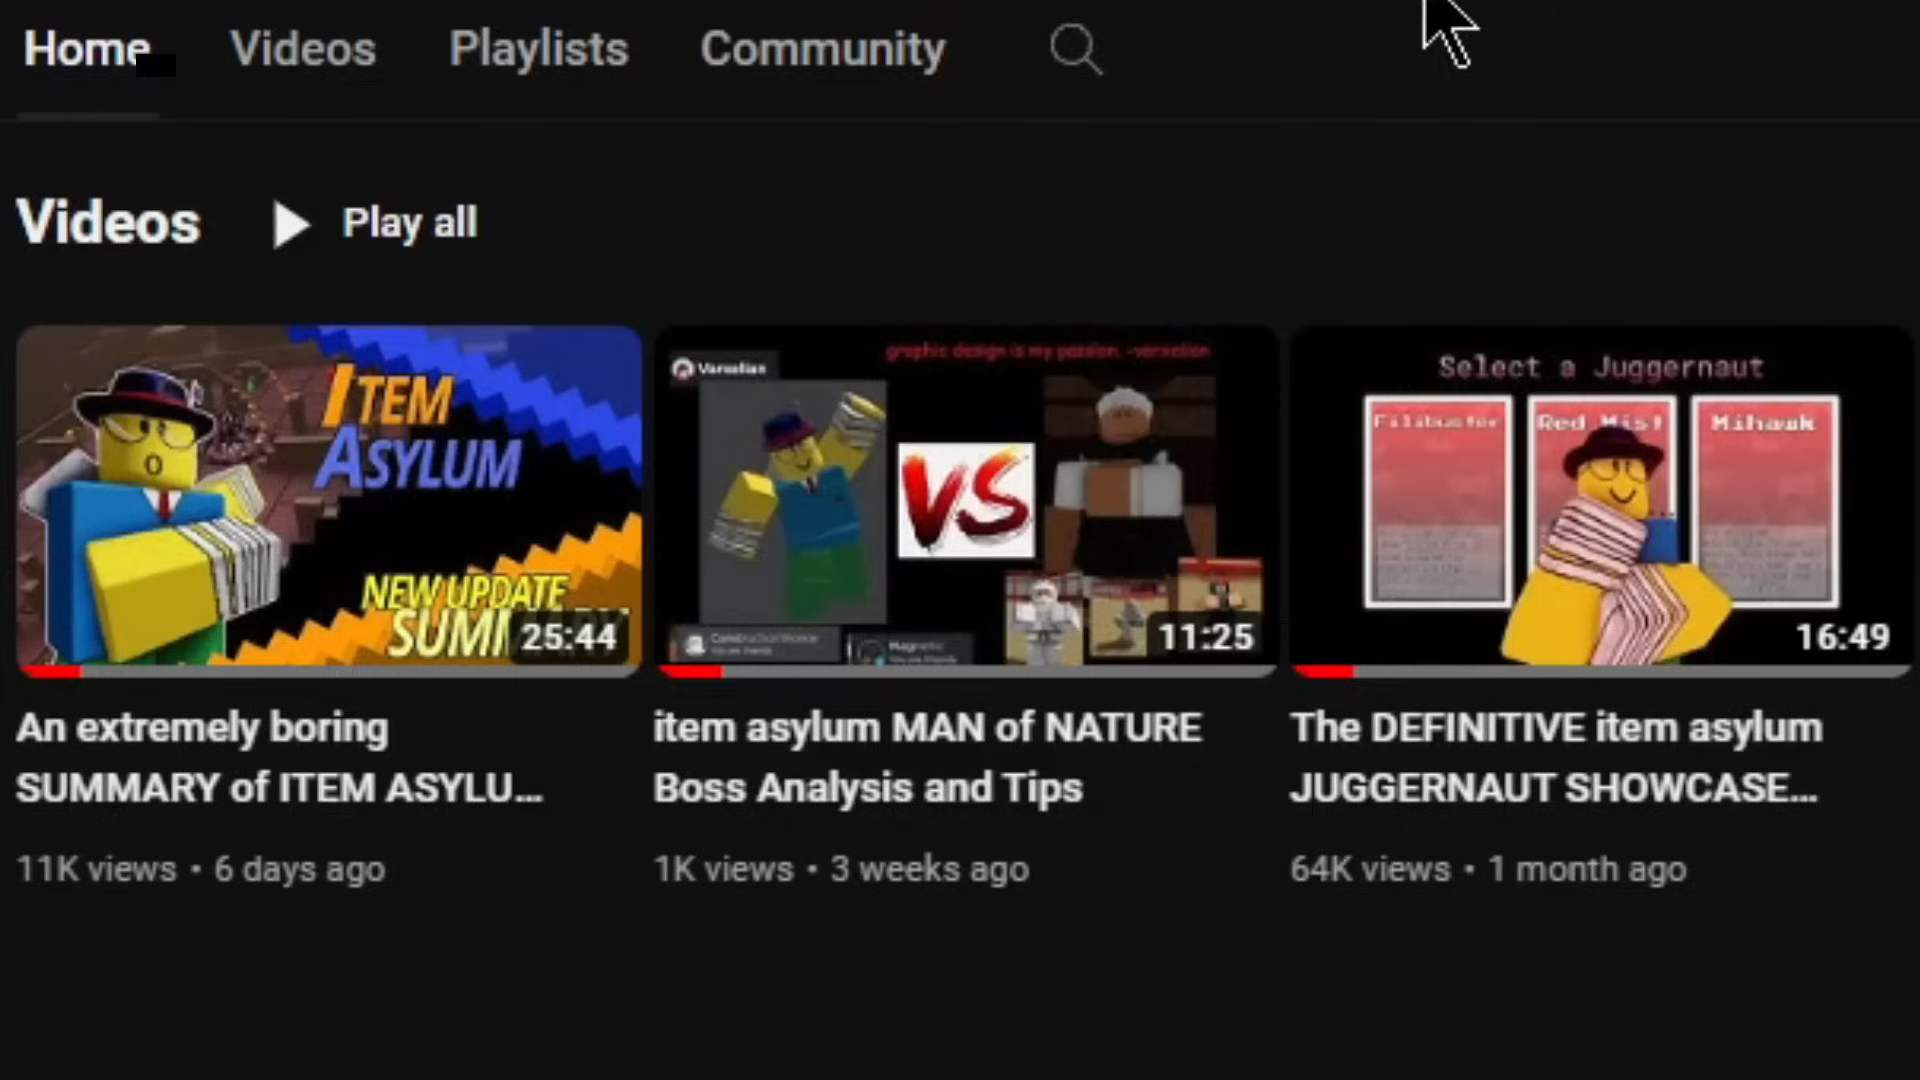 Home Videos Playlists Community
Videos Play all
ITEM
ASYLUM
NEW UPDATE
25:44
graphic design is my passion. -varxelian
Varxelian
VS
11:25
Select a Juggernaut
Filibuster Red Mist Mihawk
16:49
An extremely boring
SUMMARY of ITEM ASYLU...
11K views • 6 days ago
item asylum MAN of NATURE
Boss Analysis and Tips
1K views • 3 weeks ago
The DEFINITIVE item asylum
JUGGERNAUT SHOWCASE...
64K views • 1 month ago